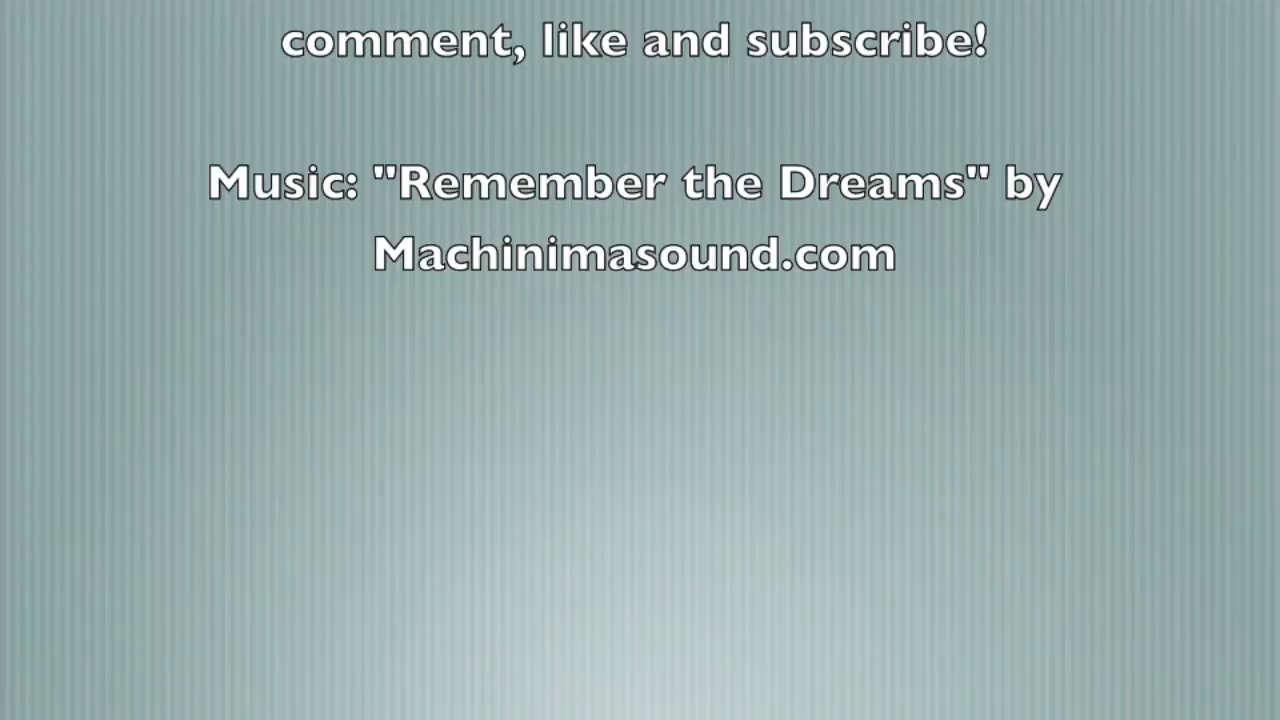 comment, like and subscribe!
Music: "Remember the Dreams" by
Machinimasound.com